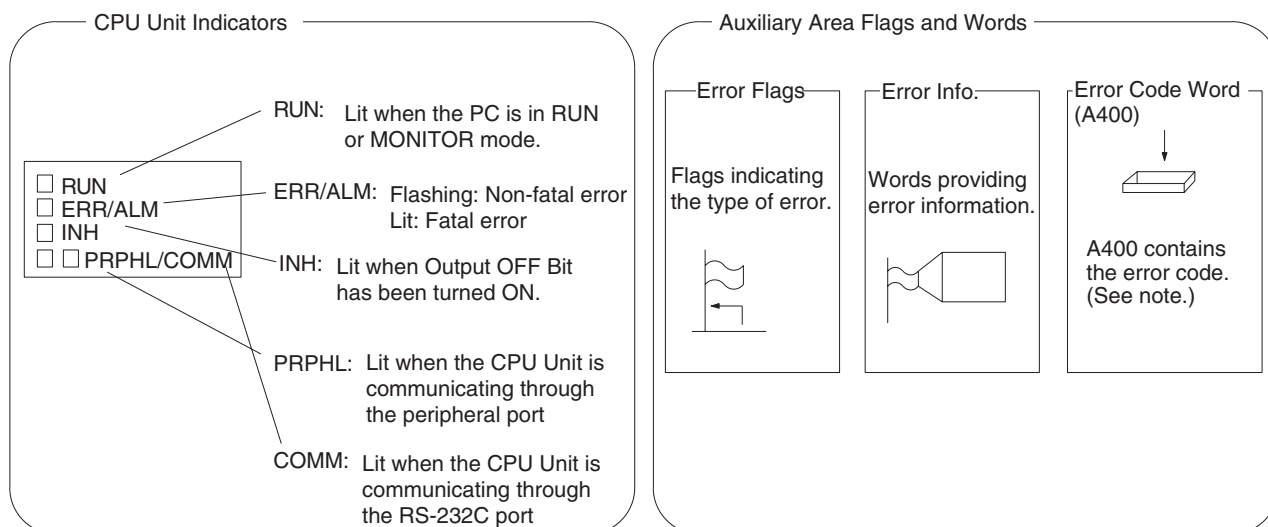 CPU Unit Indicators
RUN
ERR/ALM
INH
PRPHL/COMM
RUN: Lit when the PC is in RUN
or MONITOR mode.
ERR/ALM: Flashing: Non-fatal error
Lit: Fatal error
INH: Lit when Output OFF Bit
has been turned ON.
PRPHL: Lit when the CPU Unit is
communicating through
the peripheral port
COMM: Lit when the CPU Unit is
communicating through
the RS-232C port
Auxiliary Area Flags and Words
Error Flags
Flags indicating
the type of error.
Error Info.
Words providing
error information.
Error Code Word
(A400)
A400 contains
the error code.
(See note.)